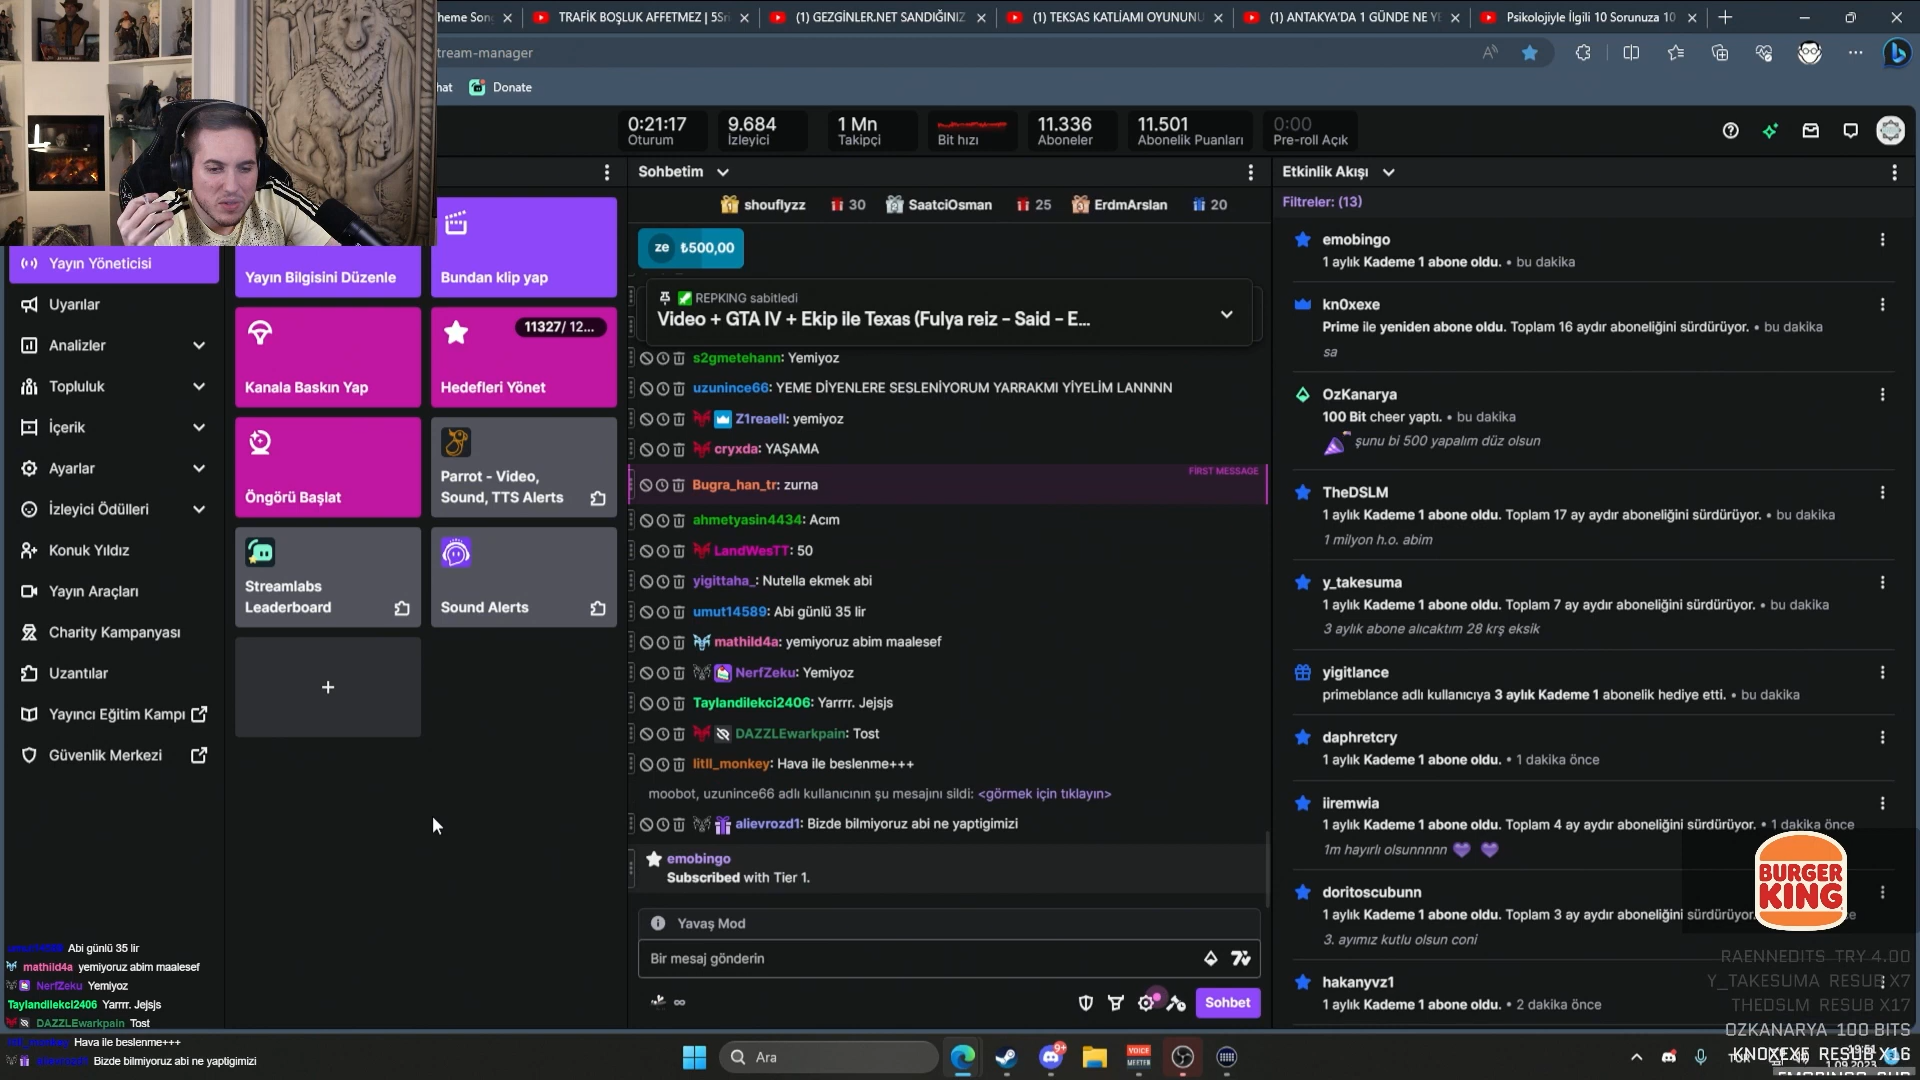 heme Song
TRAFİK BOŞLUK AFFETMEZ | 5Sı
(1) GEZGİNLER.NET SANDIĞINIZ
(1) TEKSAS KATLİAMI OYUNUNU
(1) ANTAKYA'DA 1 GÜNDE NE YE
Psikolojiyle İlgili 10 Sorunuza 10
tream-manager
hat
Donate
0:21:17
Oturum
9.684
İzleyici
1 Mn
Takipçi
Bit hızı
11.336
Aboneler
11.501
Abonelik Puanları
0:00
Pre-roll Açık
Yayın Yöneticisi
Uyarılar
Analizler
Topluluk
İçerik
Ayarlar
İzleyici Ödülleri
Konuk Yıldız
Yayın Araçları
Charity Kampanyası
Uzantılar
Yayıncı Eğitim Kampı
Güvenlik Merkezi
Yayın Bilgisini Düzenle
Bundan klip yap
Kanala Baskın Yap
11327/ 12...
Hedefleri Yönet
Öngörü Başlat
Parrot - Video,
Sound, TTS Alerts
Streamlabs
Leaderboard
Sound Alerts
Sohbetim
shouflyzz 30
SaatciOsman 25
ErdmArslan 20
ze ₺500,00
REPKING sabitledi
Video + GTA IV + Ekip ile Texas (Fulya reiz - Said - E...
s2gmetehann: Yemiyoz
uzunince66: YEME DİYENLERE SESLENİYORUM YARRAKMI YİYELİM LANNNN
Z1reaell: yemiyoz
cryxda: YAŞAMA
FIRST MESSAGE
Bugra_han_tr: zurna
ahmetyasin4434: Acım
LandWesTT: 50
yigittaha_: Nutella ekmek abi
umut14589: Abi günlü 35 lir
mathild4a: yemiyoruz abim maalesef
NerfZeku: Yemiyoz
Taylandilekci2406: Yarrrr. Jejsjs
DAZZLEwarkpain: Tost
litll_monkey: Hava ile beslenme+++
moobot, uzunince66 adlı kullanıcının şu mesajını sildi: <görmek için tıklayın>
alievrozd1: Bizde bilmiyoruz abi ne yaptigimizi
emobingo
Subscribed with Tier 1.
Yavaş Mod
Bir mesaj gönderin
Sohbet
Etkinlik Akışı
Filtreler: (13)
emobingo
1 aylık Kademe 1 abone oldu. • bu dakika
kn0xexe
Prime ile yeniden abone oldu. Toplam 16 aydır aboneliğini sürdürüyor. • bu dakika
sa
OzKanarya
100 Bit cheer yaptı. • bu dakika
şunu bi 500 yapalım düz olsun
TheDSLM
1 aylık Kademe 1 abone oldu. Toplam 17 ay aydır aboneliğini sürdürüyor. • bu dakika
1 milyon h.o. abim
y_takesuma
1 aylık Kademe 1 abone oldu. Toplam 7 ay aydır aboneliğini sürdürüyor. • bu dakika
3 aylık abone alıcaktım 28 krş eksik
yigitlance
primeblance adlı kullanıcıya 3 aylık Kademe 1 abonelik hediye etti. • bu dakika
daphretcry
1 aylık Kademe 1 abone oldu. • 1 dakika önce
iiremwia
1 aylık Kademe 1 abone oldu. Toplam 4 ay aydır aboneliğini sürdürüyor. • 1 dakika önce
1m hayırlı olsunnnnn
doritoscubunn
1 aylık Kademe 1 abone oldu. Toplam 3 ay aydır aboneliğini sürdürüyor.
3. ayımız kutlu olsun coni
hakanyvz1
1 aylık Kademe 1 abone oldu. • 2 dakika önce
BURGER
KING
RAENNEDITS TRY 4.00
Y_TAKESUMA RESUB X7
THEDSLM RESUB X17
OZKANARYA 100 BITS
KN0XEXE RESUB X16
umut14589 Abi günlü 35 lir
mathild4a yemiyoruz abim maalesef
NerfZeku Yemiyoz
Taylandilekci2406 Yarrrr. Jejsjs
DAZZLEwarkpain Tost
Hava ile beslenme+++
Bizde bilmiyoruz abi ne yaptigimizi
Ara
9+
VOICE
MEETER